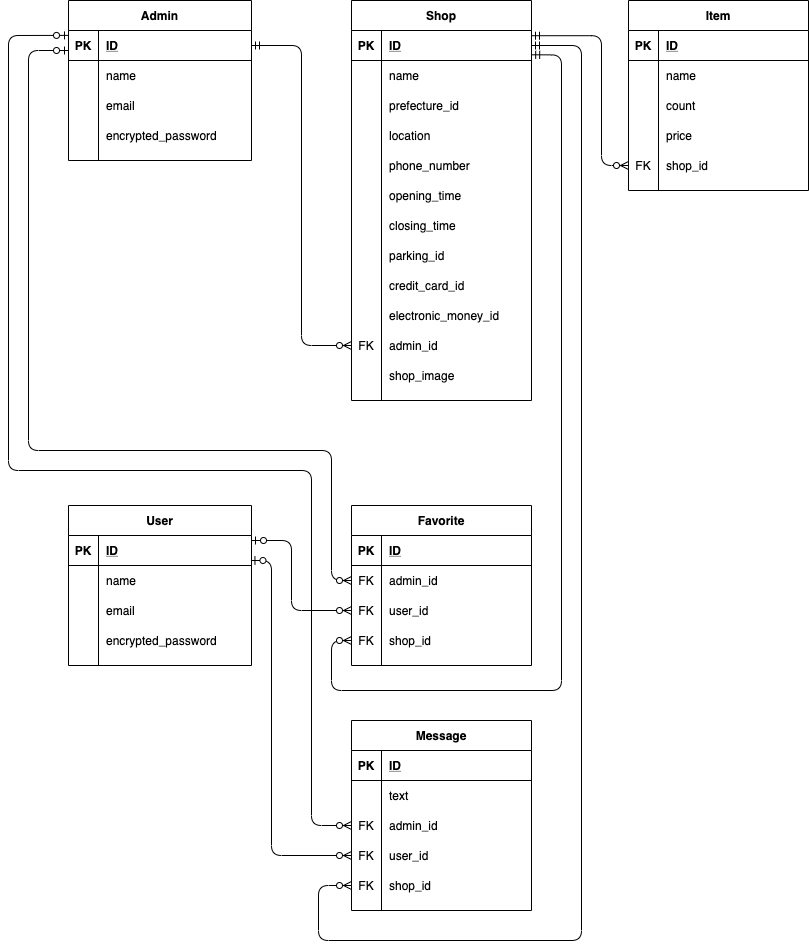 Admin
PK ID
name
email
encrypted_password
Shop
PK ID
name
prefecture_id
location
phone_number
opening_time
closing_time
parking_id
credit_card_id
electronic_money_id
FK admin_id
shop_image
Item
PK ID
name
count
price
FK shop_id
User
PK ID
name
email
encrypted_password
Favorite
PK ID
FK admin_id
FK user_id
FK shop_id
Message
PK ID
text
FK admin_id
FK user_id
FK shop_id